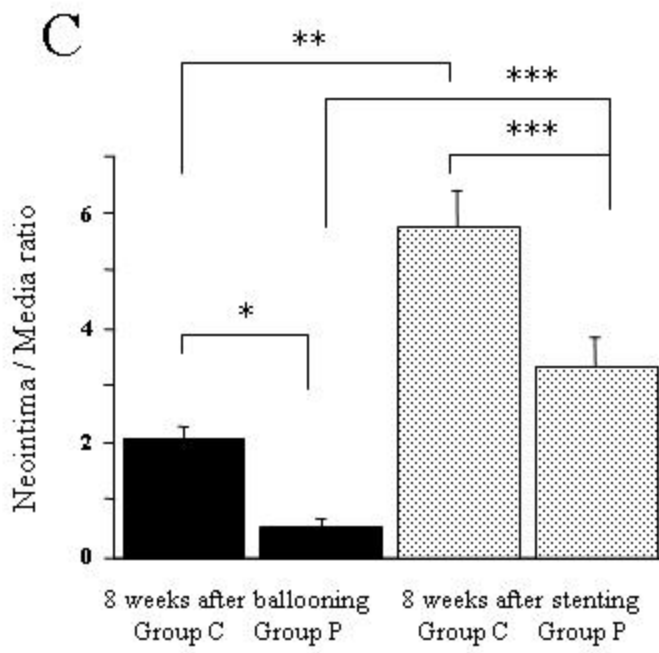 C
**
***
***
*
Neointima / Media ratio
6
4
2
0
8 weeks after ballooning
Group C Group P
8 weeks after stenting
Group C Group P